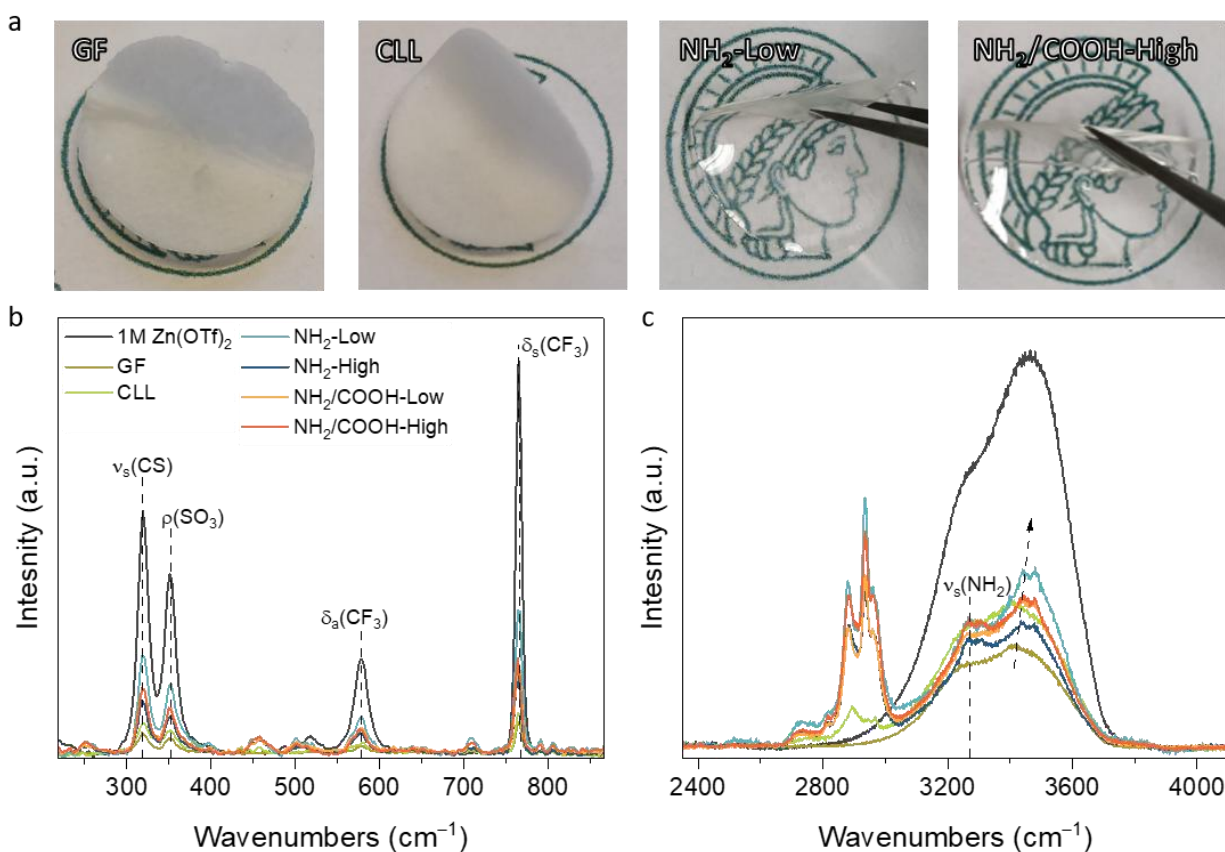 a
GF
CLL
NH₂-Low
NH₂/COOH-High
b
1M Zn(OTf)₂
GF
CLL
NH₂-Low
NH₂-High
NH₂/COOH-Low
NH₂/COOH-High
νₛ(CS)
ρ(SO₃)
δₐ(CF₃)
δₛ(CF₃)
Intesnity (a.u.)
300 400 500 600 700 800
Wavenumbers (cm⁻¹)
c
νₛ(NH₂)
Intesnity (a.u.)
2400 2800 3200 3600 4000
Wavenumbers (cm⁻¹)